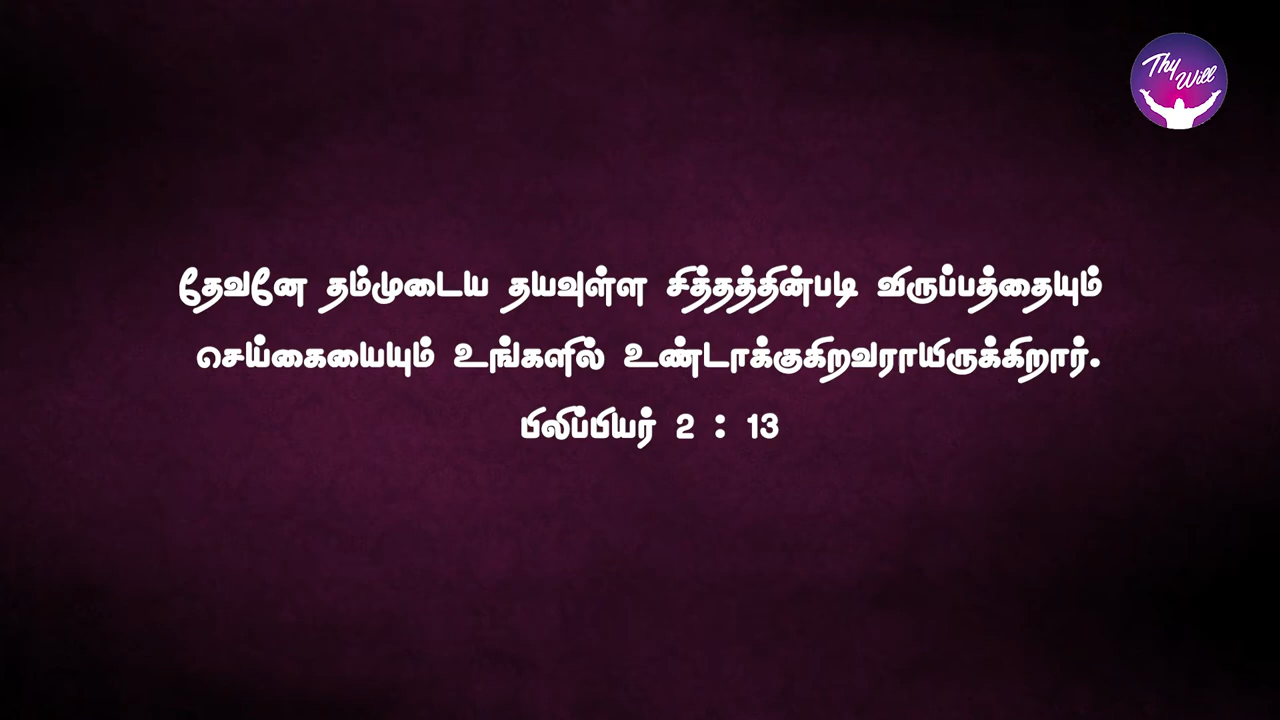 Thy Will
தேவனே தம்முடைய தயவுள்ள சித்தத்தின்படி விருப்பத்தையும்
செய்கையையும் உங்களில் உண்டாக்குகிறவராயிருக்கிறார்.
பிலிப்பியர் 2 : 13